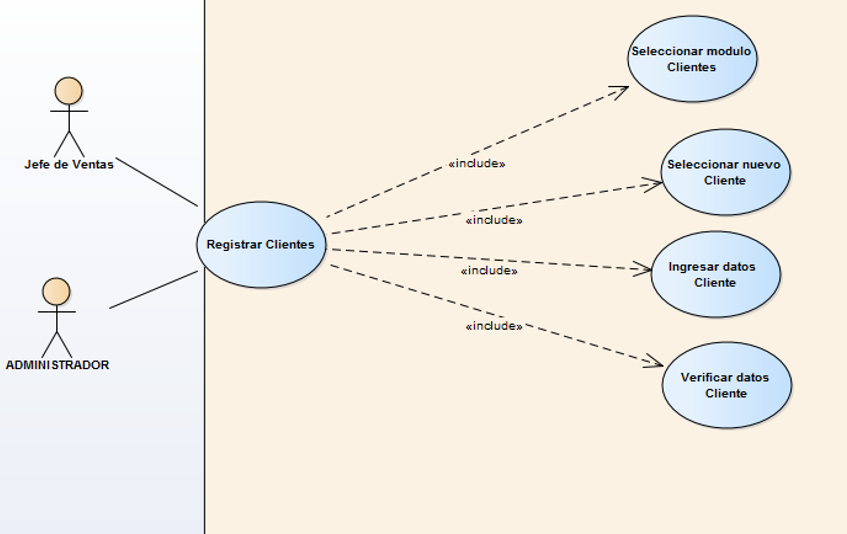 Seleccionar modulo
Clientes
Jefe de Ventas
«include»
Seleccionar nuevo
Cliente
«include»
Registrar Clientes
«include»
Ingresar datos
Cliente
«include»
ADMINISTRADOR
Verificar datos
Cliente